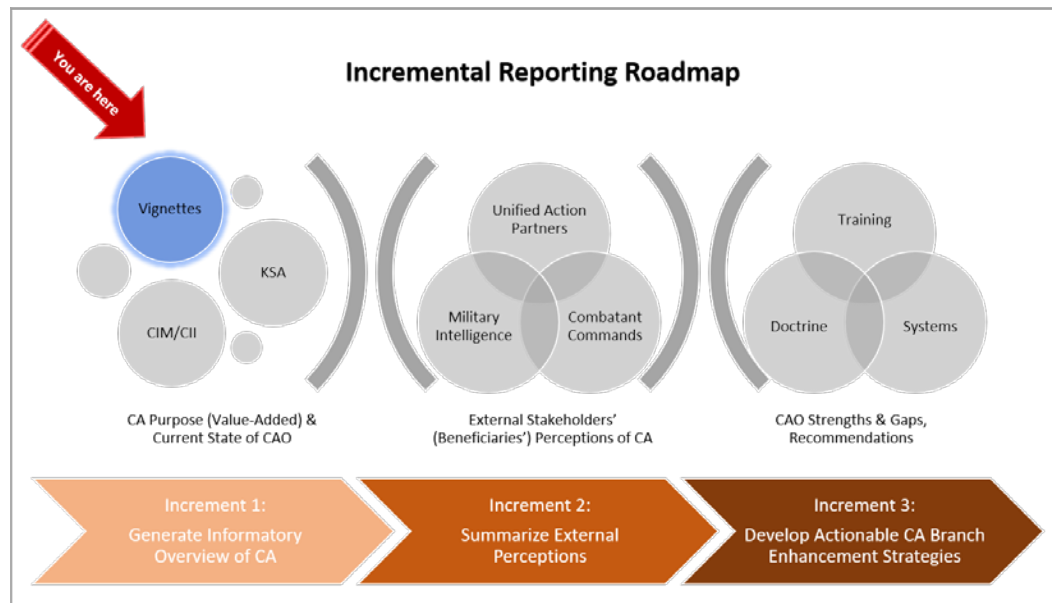 You are here
Incremental Reporting Roadmap
Vignettes
KSA
CIM/CII
Unified Action
Partners
Military
Intelligence
Combatant
Commands
Training
Doctrine
Systems
CA Purpose (Value-Added) &
Current State of CAO
External Stakeholders'
(Beneficiaries') Perceptions of CA
CAO Strengths & Gaps,
Recommendations
Increment 1:
Generate Informatory
Overview of CA
Increment 2:
Summarize External
Perceptions
Increment 3:
Develop Actionable CA Branch
Enhancement Strategies